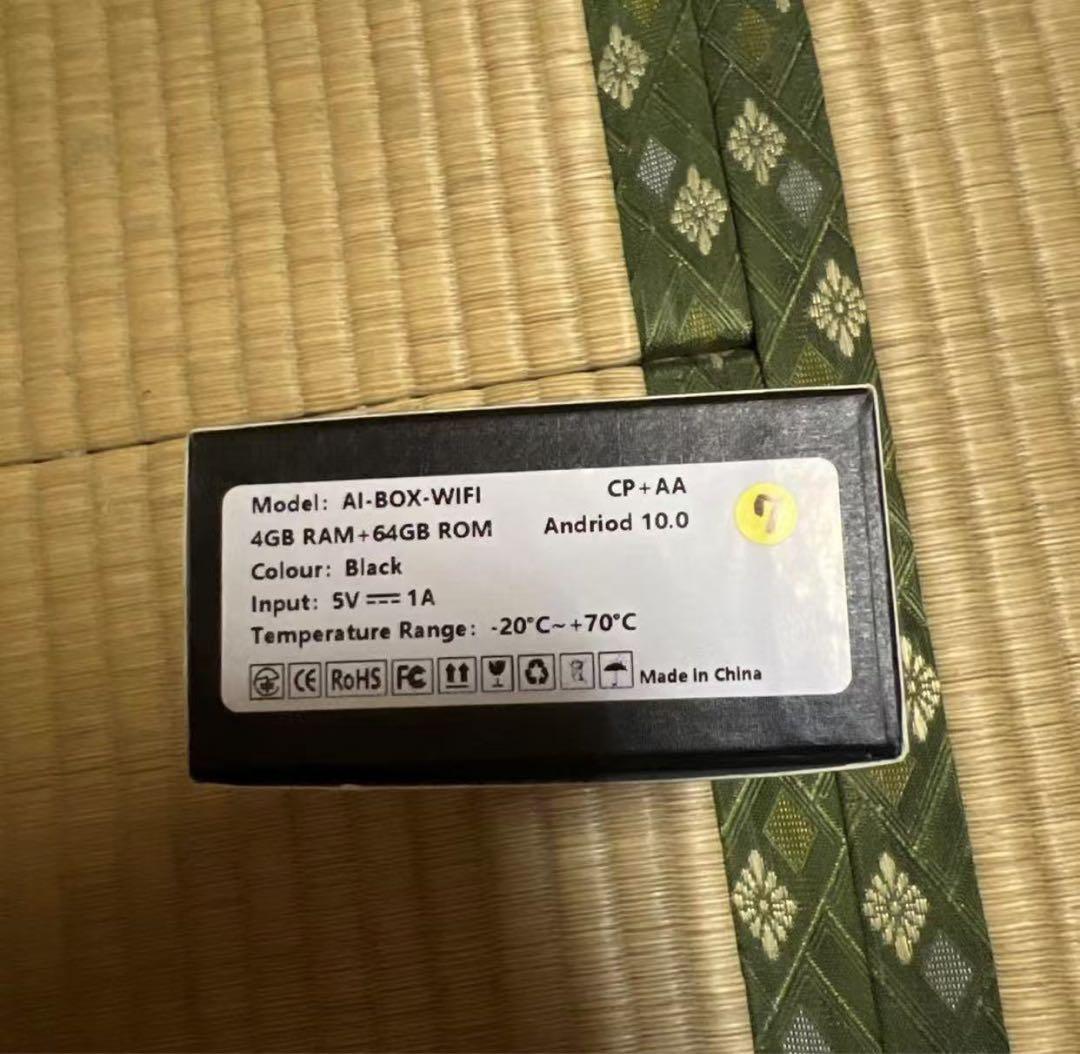 Model: AI-BOX-WIFI CP+AA
4GB RAM+64GB ROM Andriod 10.0
Colour: Black
Input: 5V⎓1A
Temperature Range: -20°C~+70°C
CE RoHS FC Made In China
7